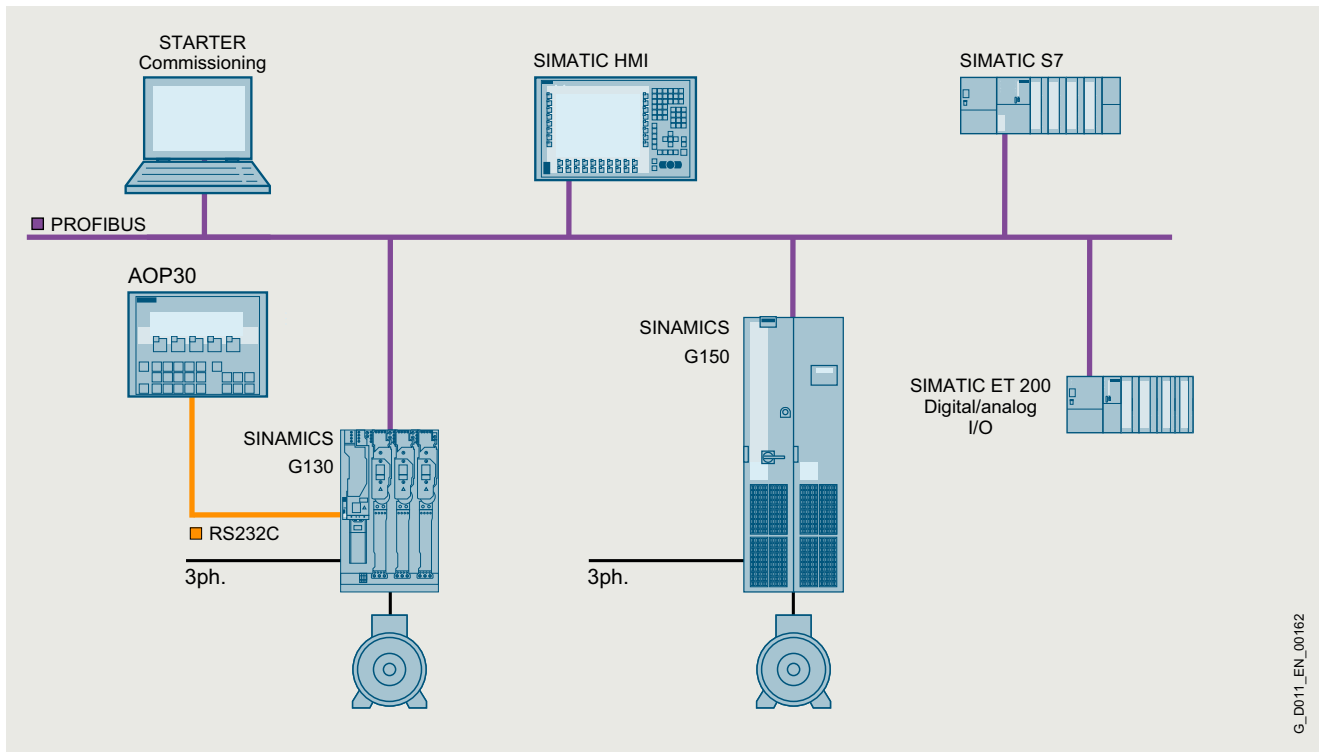 STARTER
Commissioning
SIMATIC HMI
SIMATIC S7
PROFIBUS
AOP30
SINAMICS
G150
SIMATIC ET 200
Digital/analog
I/O
SINAMICS
G130
RS232C
3ph.
3ph.
G_D011_EN_00162